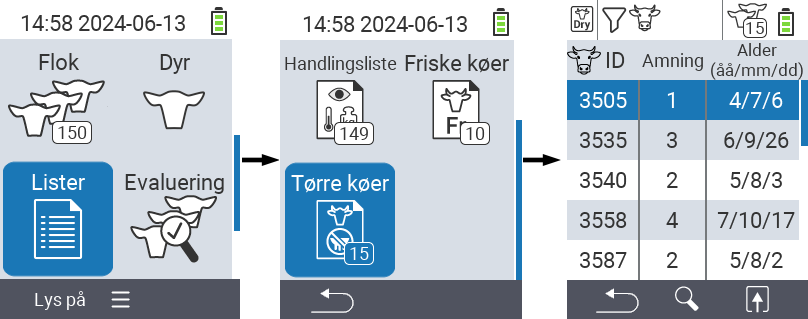 14:58 2024-06-13
Flok
Dyr
150
Lister
Evaluering
Lys på
14:58 2024-06-13
Handlingsliste
Friske køer
149
Fr
10
Tørre køer
15
Dry
15
ID
Amning
Alder
(åå/mm/dd)
3505 1 4/7/6
3535 3 6/9/26
3540 2 5/8/3
3558 4 7/10/17
3587 2 5/8/2